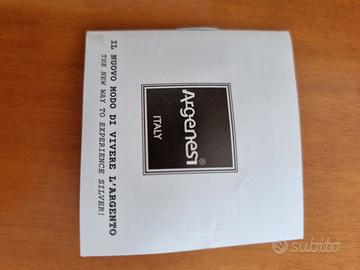 IL NUOVO MODO DI VIVERE L'ARGENTO
THE NEW WAY TO EXPERIENCE SILVER!
Argenesi®
ITALY
subito